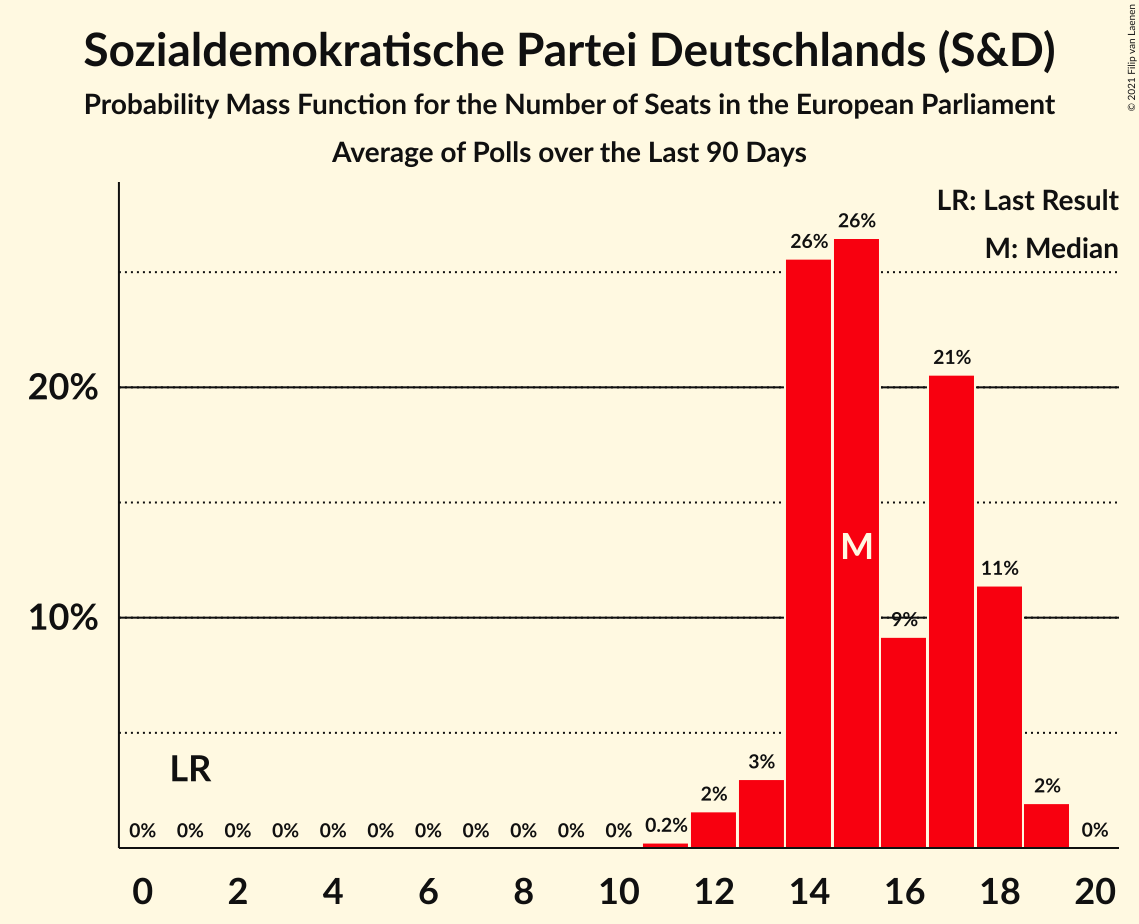 Sozialdemokratische Partei Deutschlands (S&D)
Probability Mass Function for the Number of Seats in the European Parliament
Average of Polls over the Last 90 Days
© 2021 Filip van Laenen
LR: Last Result
M: Median
20%
10%
26%
26%
21%
11%
9%
M
LR
3%
2%
2%
0% 0% 0% 0% 0% 0% 0% 0% 0% 0% 0% 0.2% 0%
0 2 4 6 8 10 12 14 16 18 20